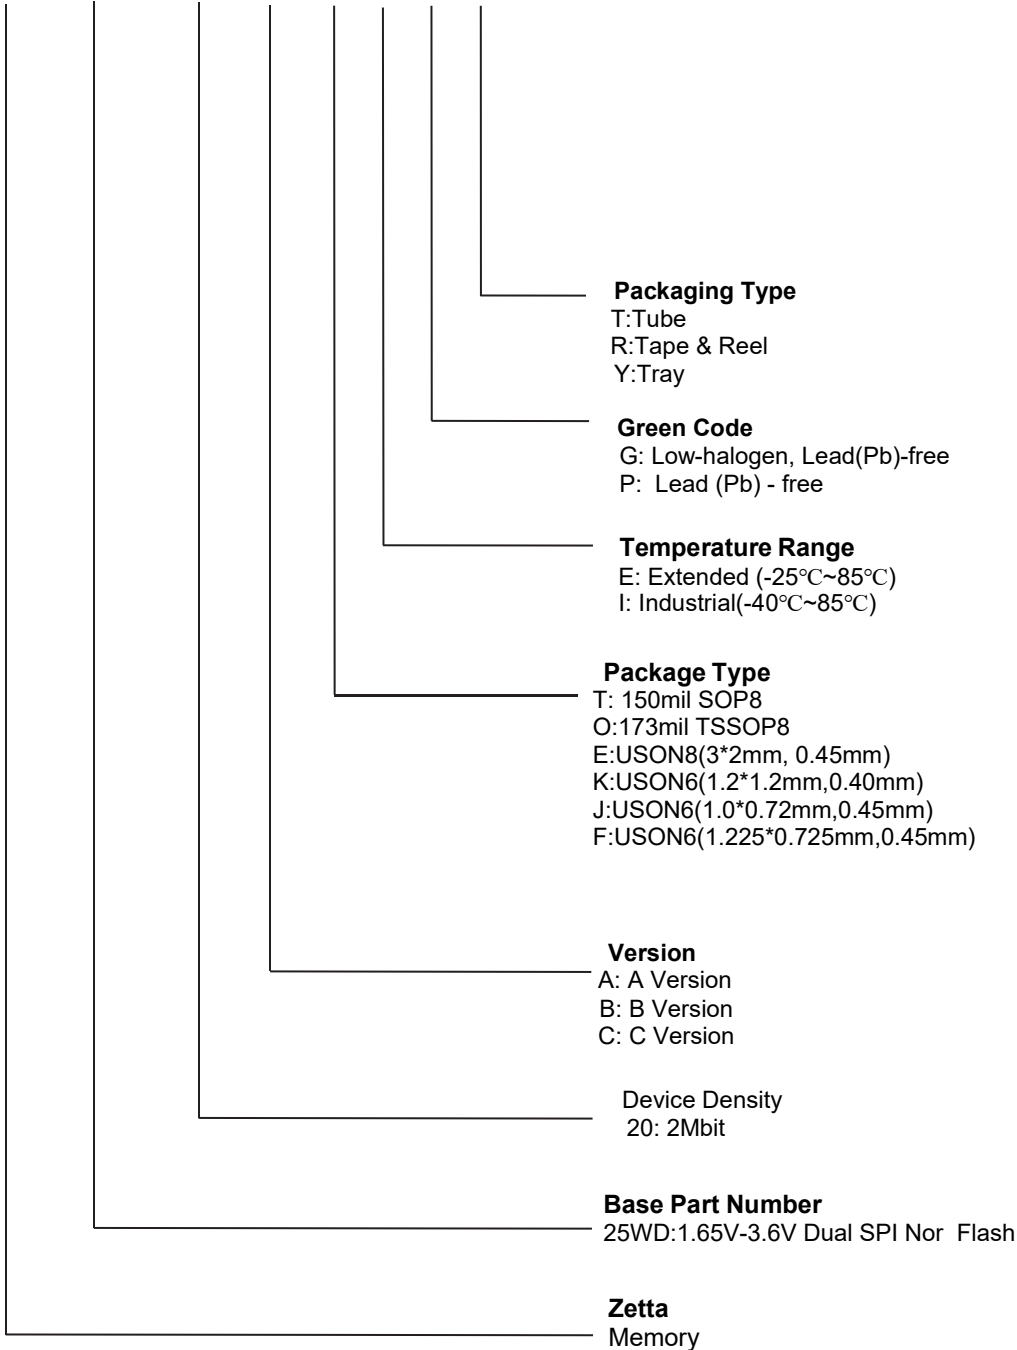 Packaging Type
T:Tube
R:Tape & Reel
Y:Tray
Green Code
G: Low-halogen, Lead(Pb)-free
P:  Lead (Pb) - free
Temperature Range
E: Extended (-25℃~85℃)
I: Industrial(-40℃~85℃)
Package Type
T: 150mil SOP8
O:173mil TSSOP8
E:USON8(3*2mm, 0.45mm)
K:USON6(1.2*1.2mm,0.40mm)
J:USON6(1.0*0.72mm,0.45mm)
F:USON6(1.225*0.725mm,0.45mm)
Version
A: A Version
B: B Version
C: C Version
Device Density
20: 2Mbit
Base Part Number
25WD:1.65V-3.6V Dual SPI Nor  Flash
Zetta
Memory